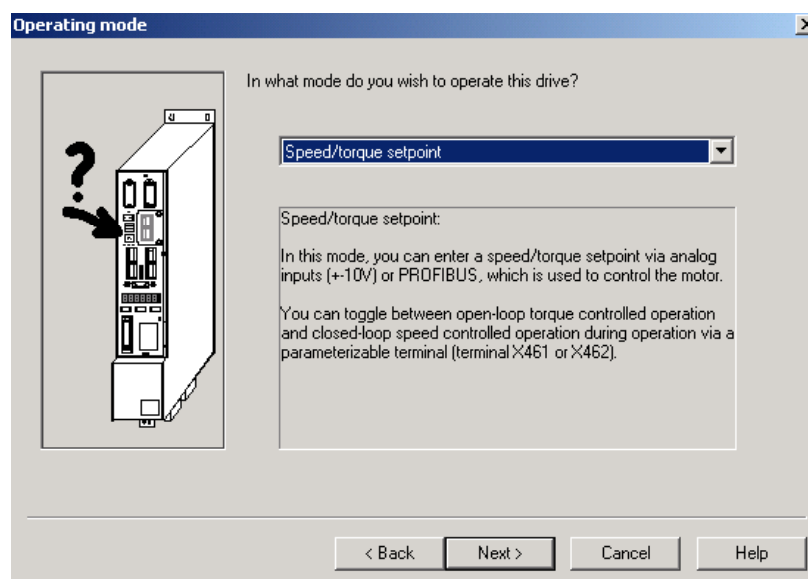 Operating mode
In what mode do you wish to operate this drive?
Speed/torque setpoint
Speed/torque setpoint:
In this mode, you can enter a speed/torque setpoint via analog
inputs (+-10V) or PROFIBUS, which is used to control the motor.
You can toggle between open-loop torque controlled operation
and closed-loop speed controlled operation during operation via a
parameterizable terminal (terminal X461 or X462).
?
< Back
Next >
Cancel
Help